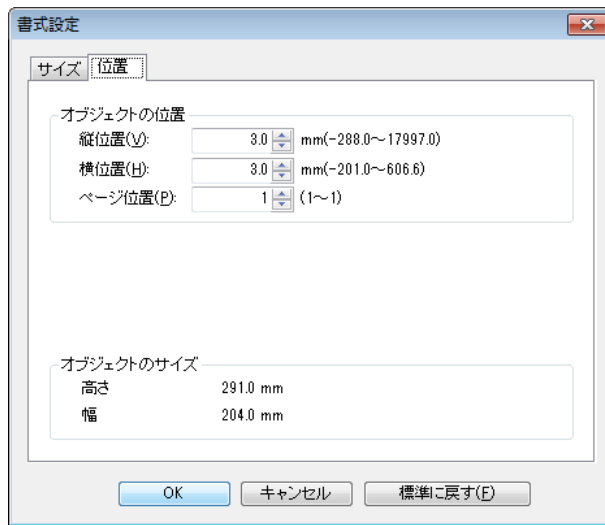 書式設定
サイズ 位置
オブジェクトの位置
縦位置(V): 3.0 mm(-288.0～17997.0)
横位置(H): 3.0 mm(-201.0～606.6)
ページ位置(P): 1 (1～1)
オブジェクトのサイズ
高さ 291.0 mm
幅 204.0 mm
OK キャンセル 標準に戻す(F)